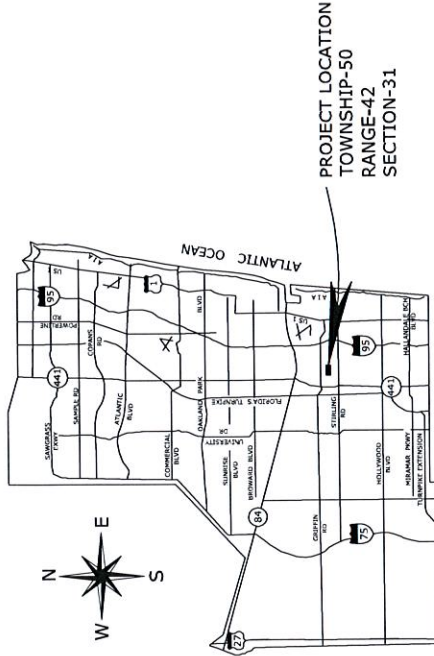 N
W
E
S
ATLANTIC OCEAN
PROJECT LOCATION
TOWNSHIP-50
RANGE-42
SECTION-31
SAWGRASS
EXWY
441
POWERLINE
RD
95
US 1
A1A
SAMPLE RD
COPANS
RD
ATLANTIC
BLVD
1
COMMERCIAL
BLVD
OAKLAND PARK
BLVD
UNIVERSITY
DR
FLORIDA'S TURNPIKE
SUNRISE
BLVD
BROWARD BLVD
84
27
GRIFFIN
RD
STIRLING
RD
US 1
A1A
75
HOLLYWOOD
BLVD
441
95
HALLANDALE BCH
BLVD
MIRAMAR PKWY
TURNPIKE EXTENSION